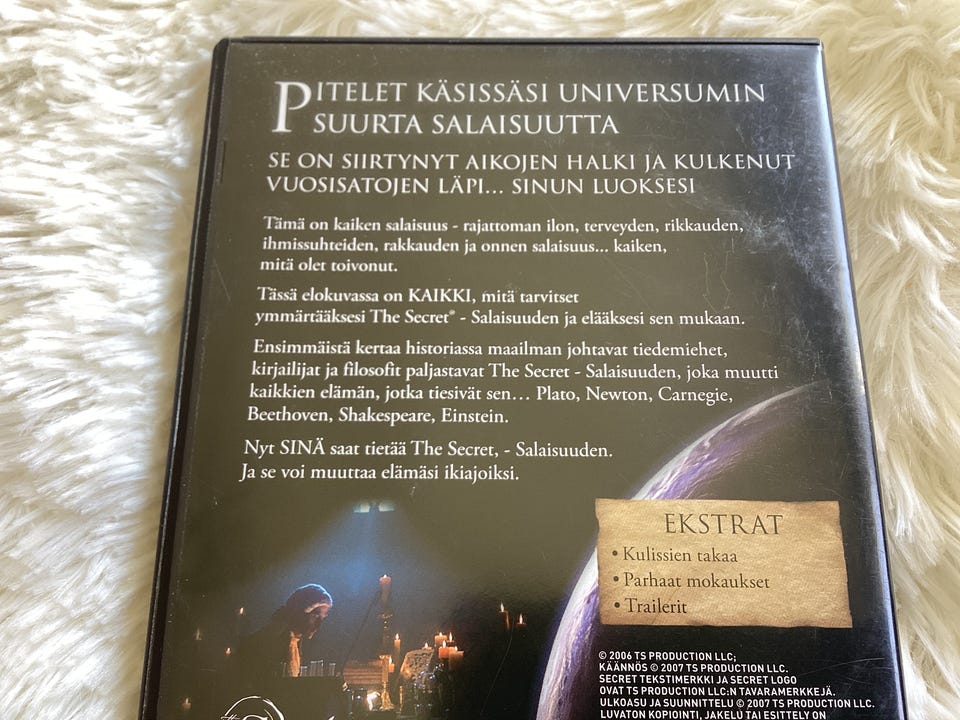 PITELET KÄSISSÄSI UNIVERSUMIN
SUURTA SALAISUUTTA
SE ON SIIRTYNYT AIKOJEN HALKI JA KULKENUT
VUOSISATOJEN LÄPI... SINUN LUOKSESI
Tämä on kaiken salaisuus - rajattoman ilon, terveyden, rikkauden,
ihmissuhteiden, rakkauden ja onnen salaisuus... kaiken,
mitä olet toivonut.
Tässä elokuvassa on KAIKKI, mitä tarvitset
ymmärtääksesi The Secret® - Salaisuuden ja elääksesi sen mukaan.
Ensimmäistä kertaa historiassa maailman johtavat tiedemiehet,
kirjailijat ja filosofit paljastavat The Secret - Salaisuuden, joka muutti
kaikkien elämän, jotka tiesivät sen... Plato, Newton, Carnegie,
Beethoven, Shakespeare, Einstein.
Nyt SINÄ saat tietää The Secret, - Salaisuuden.
Ja se voi muuttaa elämäsi ikiajoiksi.
EKSTRAT
• Kulissien takaa
• Parhaat mokaukset
• Trailerit
© 2006 TS PRODUCTION LLC;
KÄÄNNÖS © 2007 TS PRODUCTION LLC.
SECRET TEKSTIMERKKI JA SECRET LOGO
OVAT TS PRODUCTION LLC:N TAVARAMERKKEJÄ.
ULKOASU JA SUUNNITTELU © 2007 TS PRODUCTION LLC.
LUVATON KOPIOINTI, JAKELU TAI ESITTELY ON